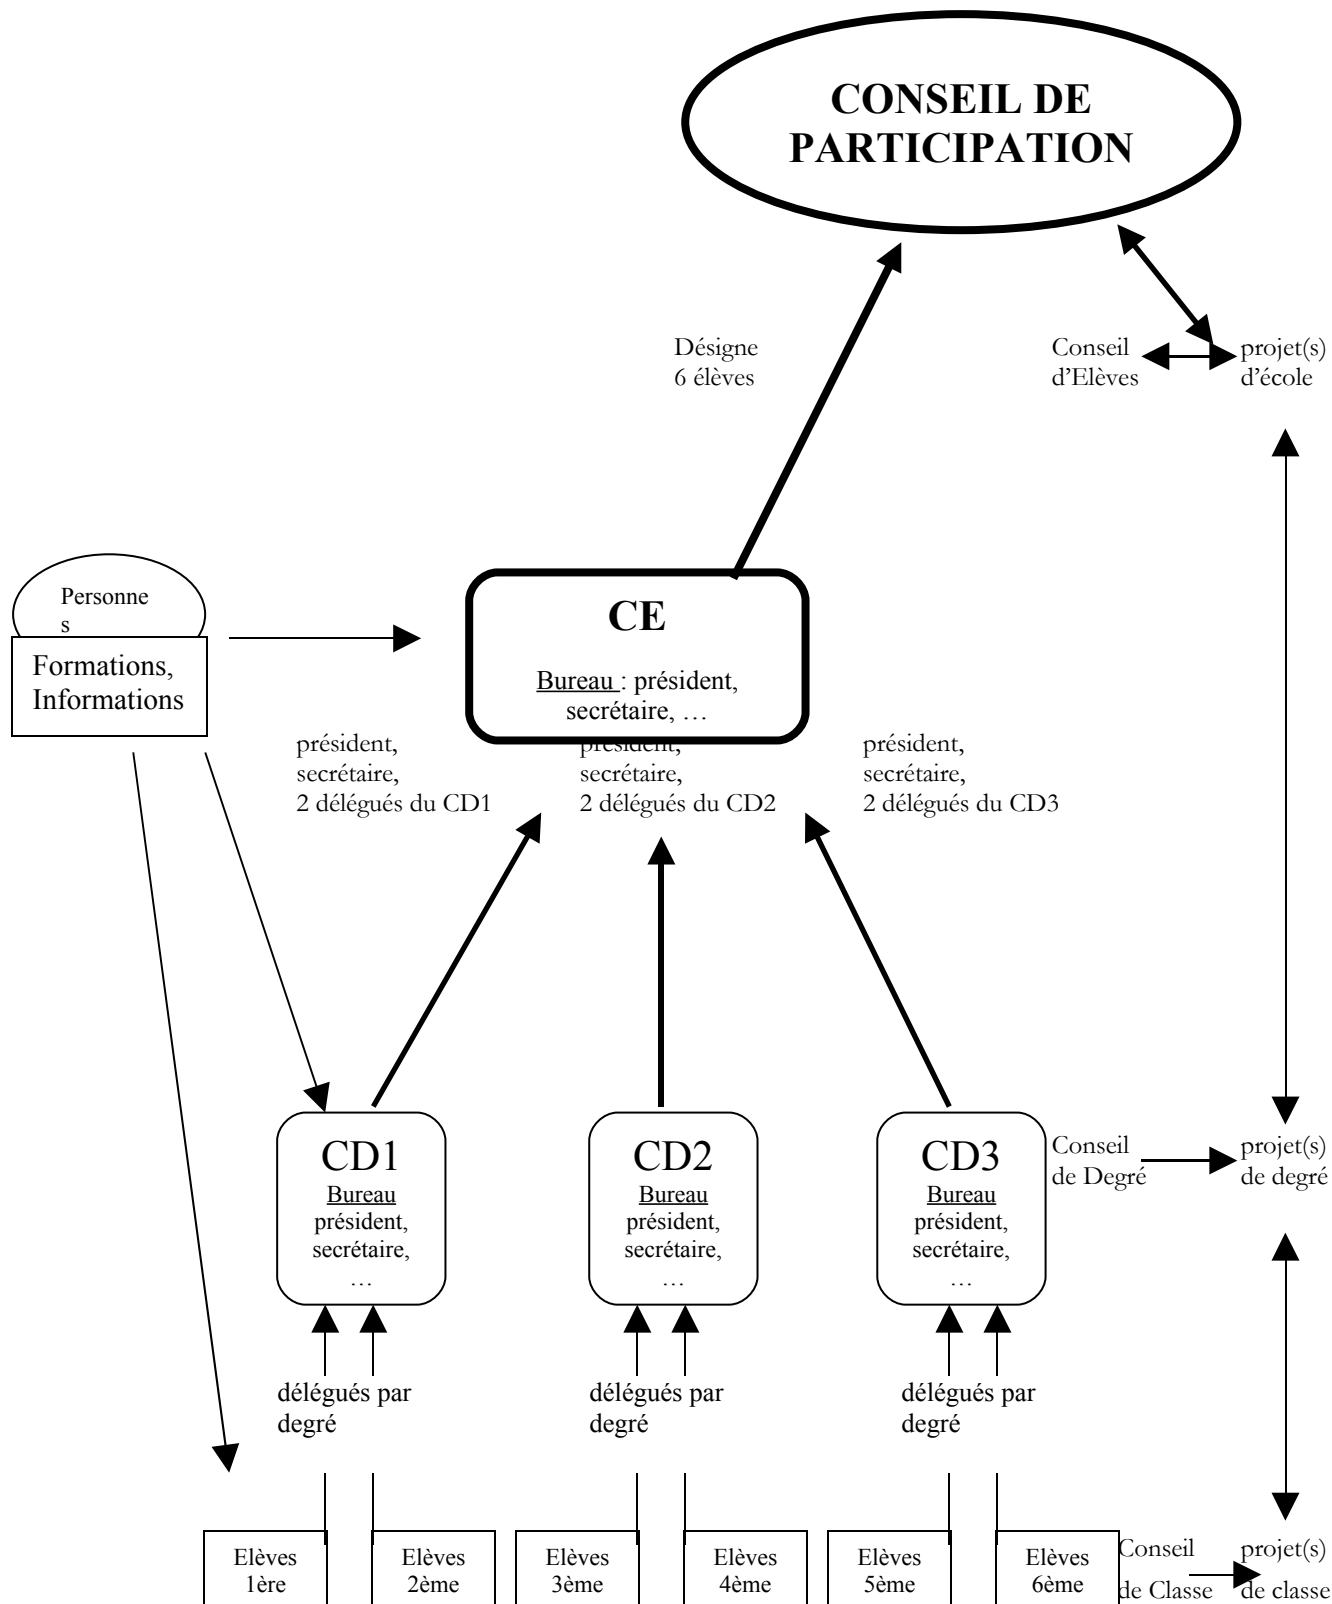 CONSEIL DE
PARTICIPATION
Désigne
6 élèves
Conseil
d'Elèves
projet(s)
d'école
Personne
s
Formations,
Informations
CE
Bureau : président,
secrétaire, …
président,
secrétaire,
2 délégués du CD1
président,
secrétaire,
2 délégués du CD2
président,
secrétaire,
2 délégués du CD3
CD1
Bureau
président,
secrétaire,
…
CD2
Bureau
président,
secrétaire,
…
CD3
Bureau
président,
secrétaire,
…
Conseil
de Degré
projet(s)
de degré
délégués par
degré
délégués par
degré
délégués par
degré
Elèves
1ère
Elèves
2ème
Elèves
3ème
Elèves
4ème
Elèves
5ème
Elèves
6ème
Conseil
de Classe
projet(s)
de classe